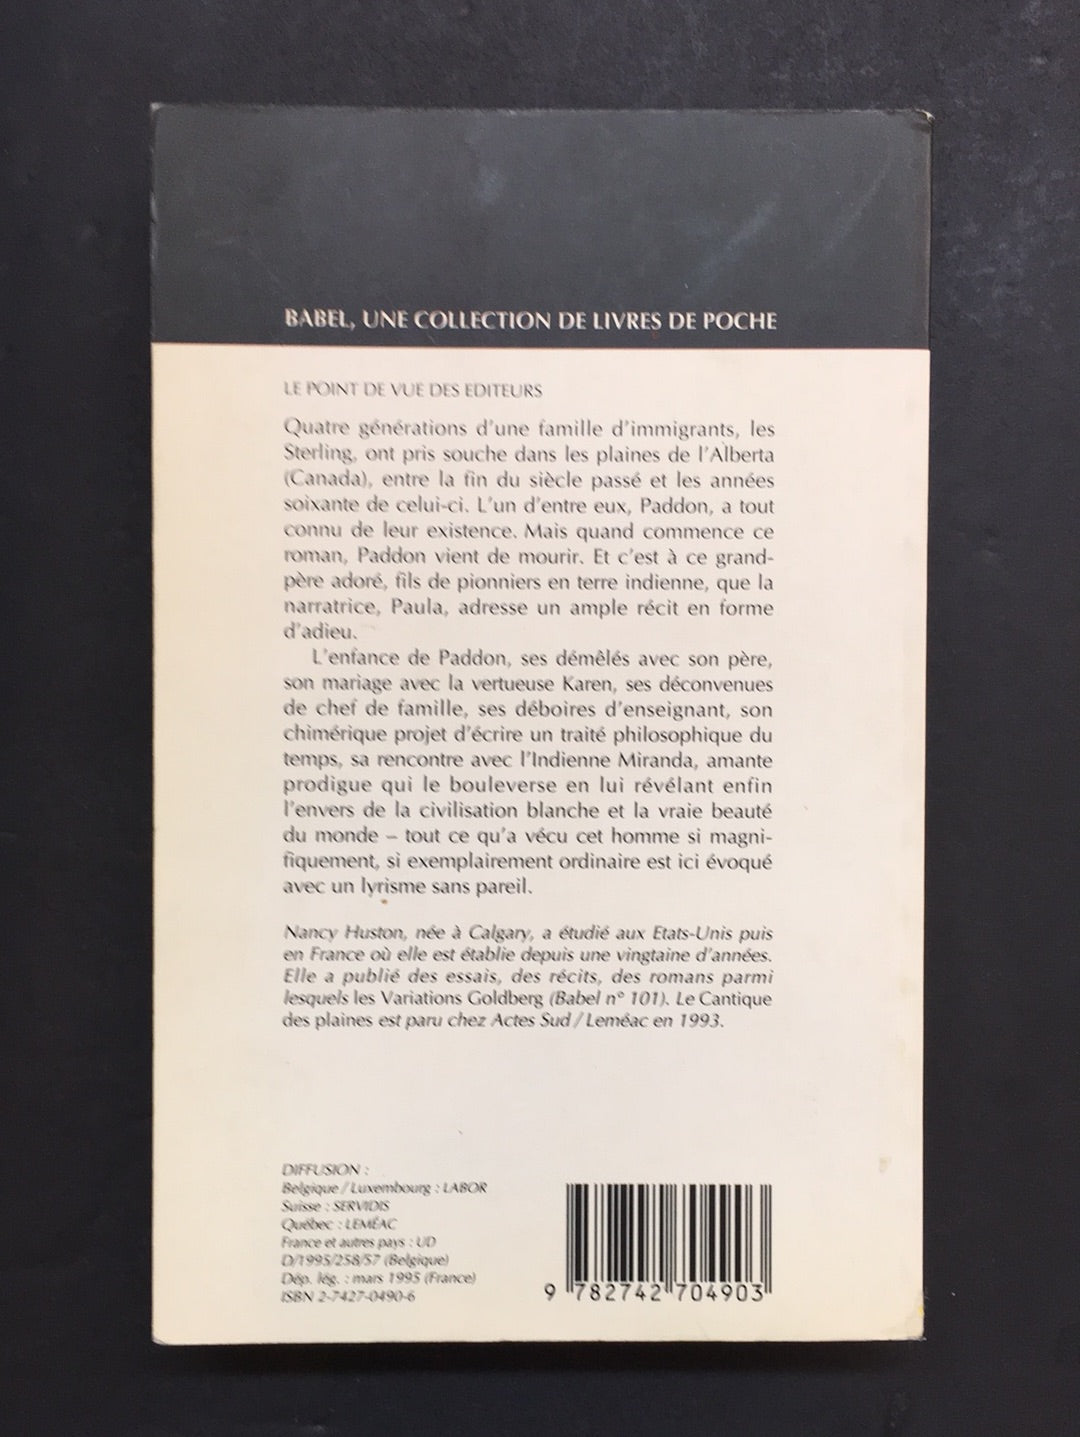 BABEL, UNE COLLECTION DE LIVRES DE POCHE
LE POINT DE VUE DES EDITEURS
Quatre générations d'une famille d'immigrants, les
Sterling, ont pris souche dans les plaines de l'Alberta
(Canada), entre la fin du siècle passé et les années
soixante de celui-ci. L'un d'entre eux, Paddon, a tout
connu de leur existence. Mais quand commence ce
roman, Paddon vient de mourir. Et c'est à ce grand-
père adoré, fils de pionniers en terre indienne, que la
narratrice, Paula, adresse un ample récit en forme
d'adieu.
L'enfance de Paddon, ses démêlés avec son père,
son mariage avec la vertueuse Karen, ses déconvenues
de chef de famille, ses déboires d'enseignant, son
chimérique projet d'écrire un traité philosophique du
temps, sa rencontre avec l'Indienne Miranda, amante
prodigue qui le bouleverse en lui révélant enfin
l'envers de la civilisation blanche et la vraie beauté
du monde – tout ce qu'a vécu cet homme si magni-
fiquement, si exemplairement ordinaire est ici évoqué
avec un lyrisme sans pareil.
Nancy Huston, née à Calgary, a étudié aux Etats-Unis puis
en France où elle est établie depuis une vingtaine d'années.
Elle a publié des essais, des récits, des romans parmi
lesquels les Variations Goldberg (Babel n° 101). Le Cantique
des plaines est paru chez Actes Sud / Leméac en 1993.
DIFFUSION :
Belgique / Luxembourg : LABOR
Suisse : SERVIDIS
Québec : LEMÉAC
France et autres pays : UD
D/1995/258/57 (Belgique)
Dép. lég. : mars 1995 (France)
ISBN 2-7427-0490-6
9 782742 704903